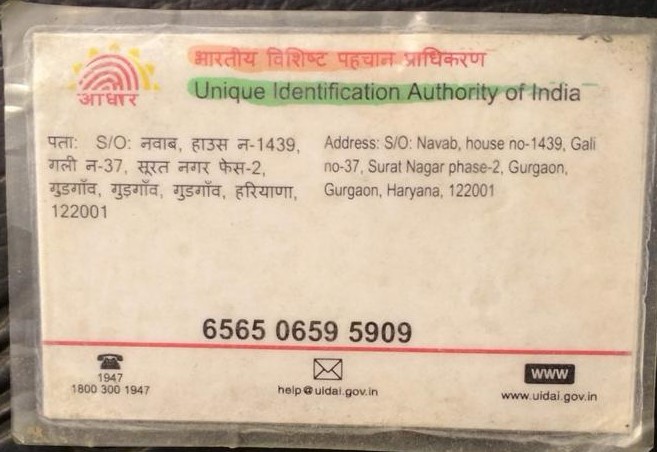 भारतीय विशिष्ट पहचान प्राधिकरण
Unique Identification Authority of India
आधार
पता: S/O: नवाब, हाउस न-1439,
गली न-37, सूरत नगर फेस-2,
गुडगाँव, गुड़गाँव, गुडगाँव, हरियाणा,
122001
Address: S/O: Navab, house no-1439, Gali
no-37, Surat Nagar phase-2, Gurgaon,
Gurgaon, Haryana, 122001
6565 0659 5909
1947
1800 300 1947
help@uidai.gov.in
www
www.uidai.gov.in